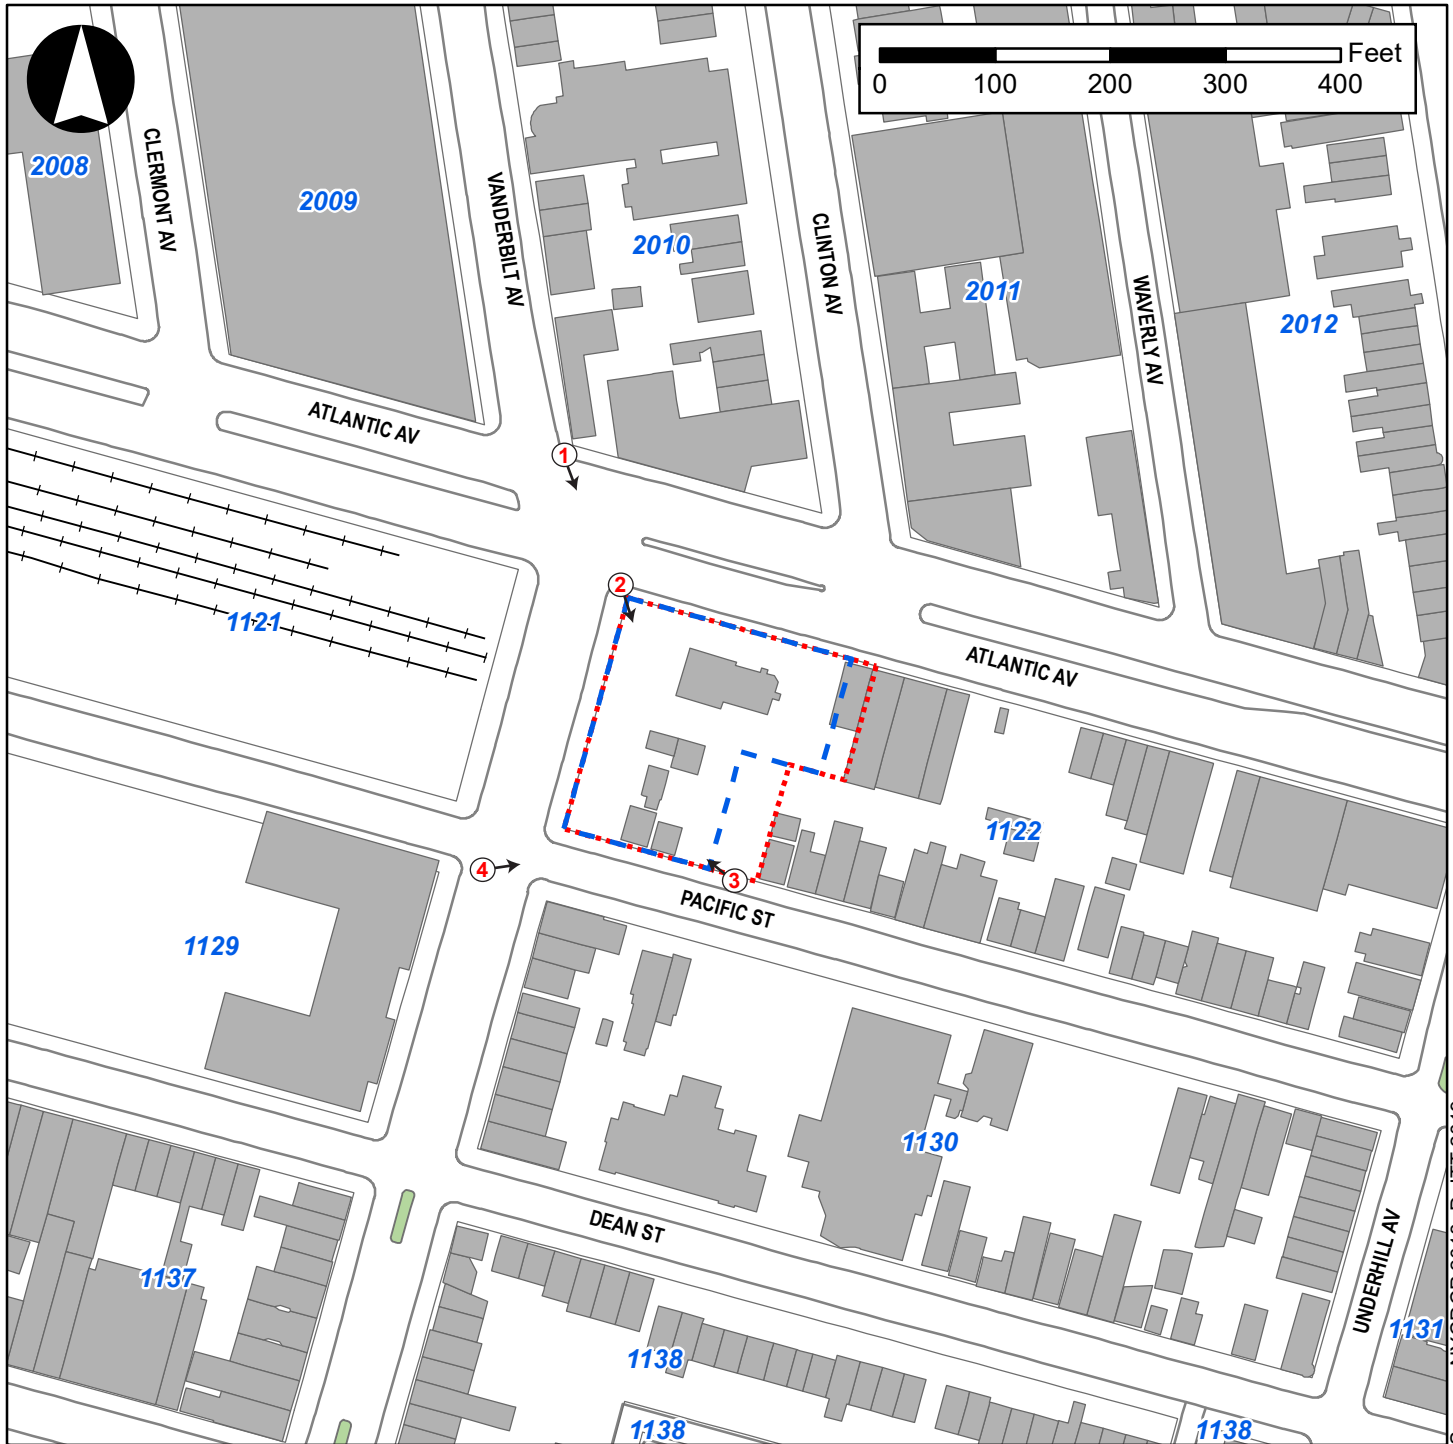 Feet
0 100 200 300 400
CLERMONT AV
2008
2009
VANDERBILT AV
2010
CLINTON AV
2011
WAVERLY AV
2012
ATLANTIC AV
1
2
1121
ATLANTIC AV
1122
4
3
PACIFIC ST
1129
1130
DEAN ST
UNDERHILL AV
1137
1131
1138
1138
1138